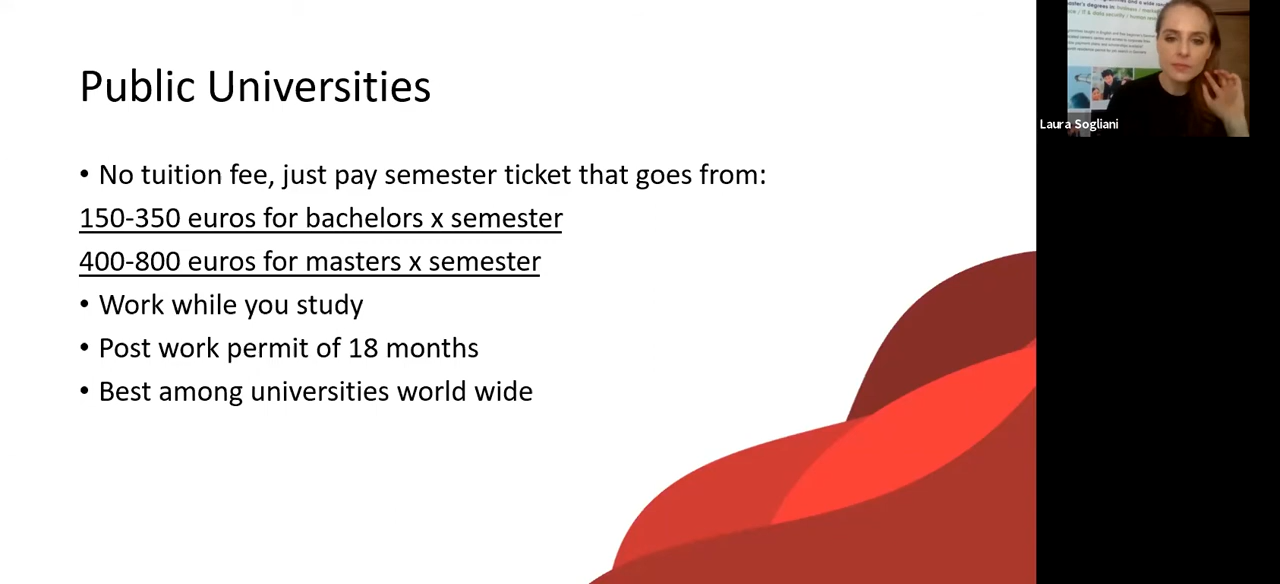 Public Universities
• No tuition fee, just pay semester ticket that goes from:
150-350 euros for bachelors x semester
400-800 euros for masters x semester
• Work while you study
• Post work permit of 18 months
• Best among universities world wide
Laura Sogliani